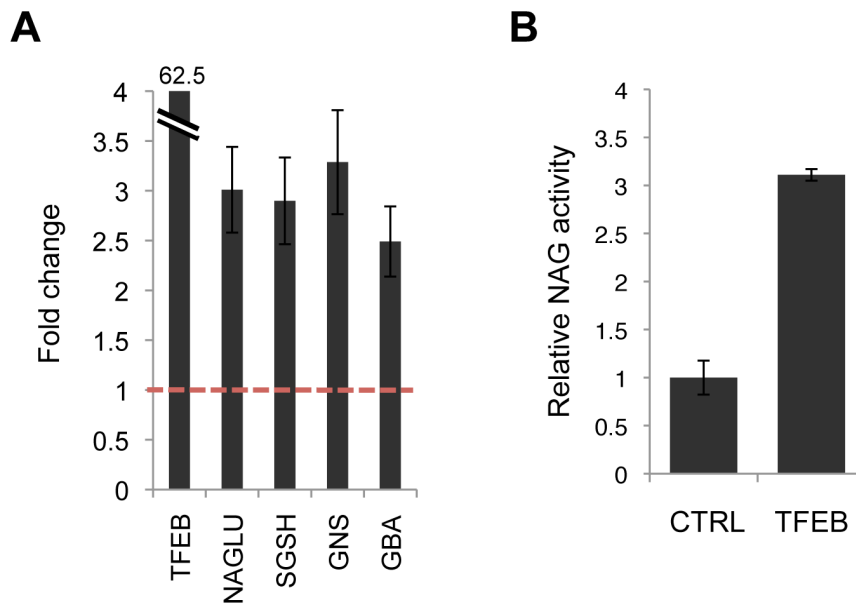 A
62.5
4
3.5
3
2.5
2
1.5
1
0.5
0
Fold change
TFEB
NAGLU
SGSH
GNS
GBA
B
4
3.5
3
2.5
2
1.5
1
0.5
0
Relative NAG activity
CTRL TFEB